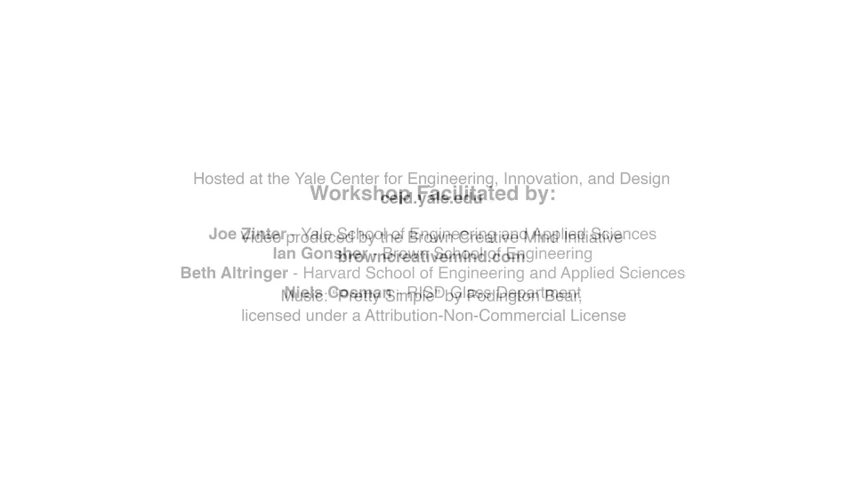 Hosted at the Yale Center for Engineering, Innovation, and Design
Workshop Facilitated by:
ceid.yale.edu
Joe Zinter - Yale School of Engineering and Applied Sciences
Video produced by the Brown Creative Mind Initiative
Ian Gonsher - Brown School of Engineering
browncreativemind.com
Beth Altringer - Harvard School of Engineering and Applied Sciences
Niels Cosman - RISD Glass Department
Music: "Pretty Simple" by Podington Bear,
licensed under a Attribution-Non-Commercial License